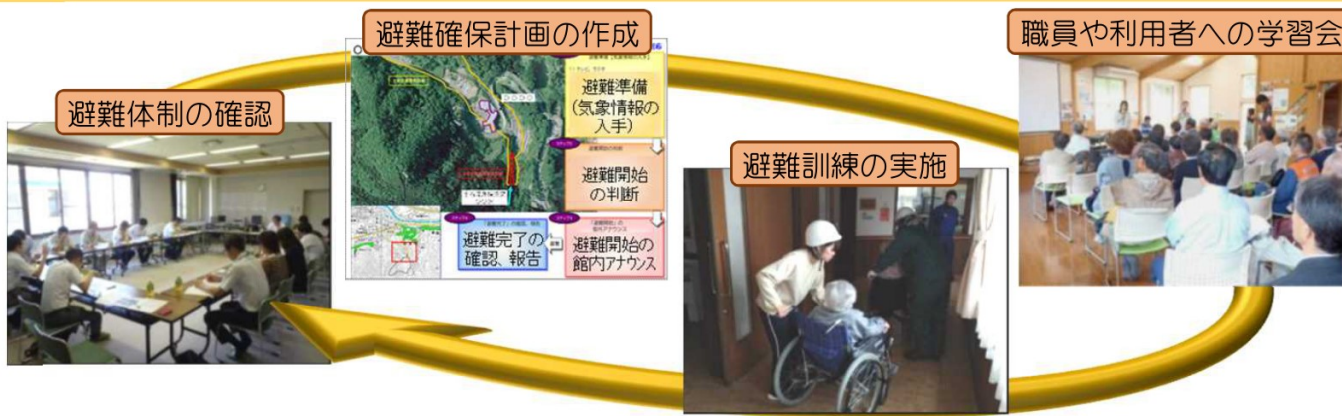 避難確保計画の作成
職員や利用者への学習会
避難体制の確認
避難訓練の実施
避難準備
(気象情報の
入手)
避難開始
の判断
避難開始の
館内アナウンス
避難完了の
確認、報告